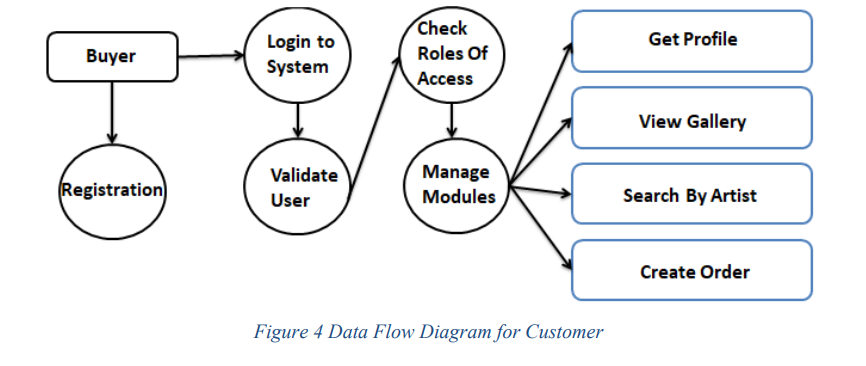 Buyer
Login to
System
Check
Roles Of
Access
Get Profile
View Gallery
Registration
Validate
User
Manage
Modules
Search By Artist
Create Order
Figure 4 Data Flow Diagram for Customer